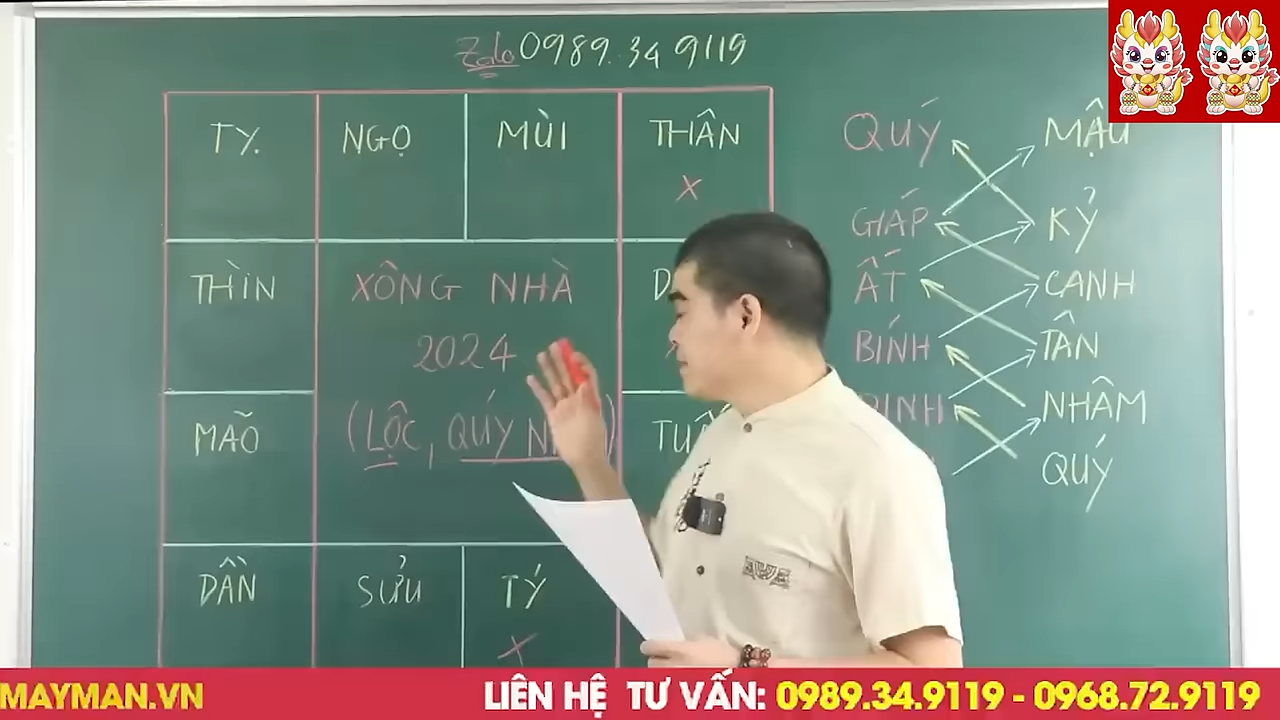 Zalo 0989.34 9119
TY. NGỌ MÙI THÂN
x
THÌN
XÔNG NHÀ
2024
(LỘC, QUÝ
MÃO
DẦN SỬU TÝ
x
QUÝ MẬU
GIÁP KỶ
ẤT CANH
BÍNH TÂN
ĐINH NHÂM
QUÝ
MAYMAN.VN LIÊN HỆ TƯ VẤN: 0989.34.9119 - 0968.72.9119